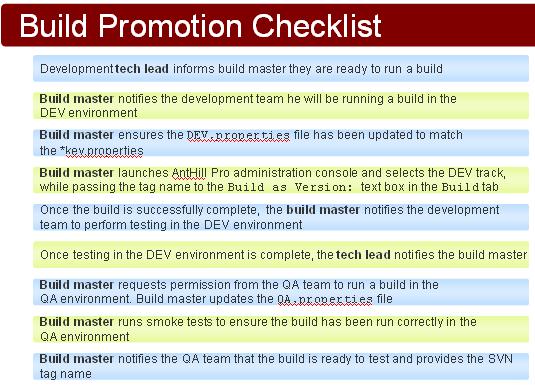 Build Promotion Checklist
Development tech lead informs build master they are ready to run a build
Build master notifies the development team he will be running a build in the
DEV environment
Build master ensures the DEV.properties file has been updated to match
the *key.properties
Build master launches AntHill Pro administration console and selects the DEV track,
while passing the tag name to the Build as Version: text box in the Build tab
Once the build is successfully complete, the build master notifies the development
team to perform testing in the DEV environment
Once testing in the DEV environment is complete, the tech lead notifies the build master
Build master requests permission from the QA team to run a build in the
QA environment. Build master updates the QA.properties file
Build master runs smoke tests to ensure the build has been run correctly in the
QA environment
Build master notifies the QA team that the build is ready to test and provides the SVN
tag name